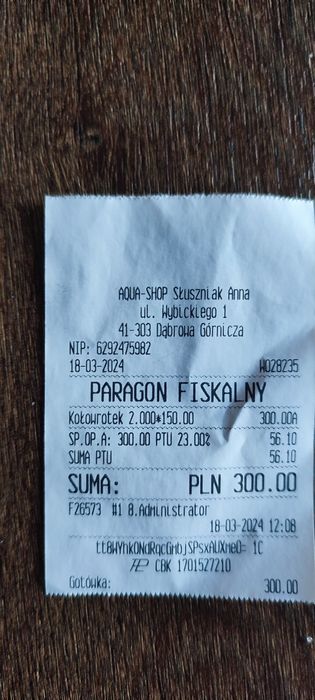 AQUA-SHOP Słuszniak Anna
ul. Wybickiego 1
41-303 Dąbrowa Górnicza
NIP: 6292475982
18-03-2024 W028235
PARAGON FISKALNY
Kołowrotek 2.000*150.00 300.00A
SP.OP.A: 300.00 PTU 23.00% 56.10
SUMA PTU 56.10
SUMA: PLN 300.00
F26573 #1 0.Administrator
18-03-2024 12:08
CBK 1701527210
Gotówka: 300.00